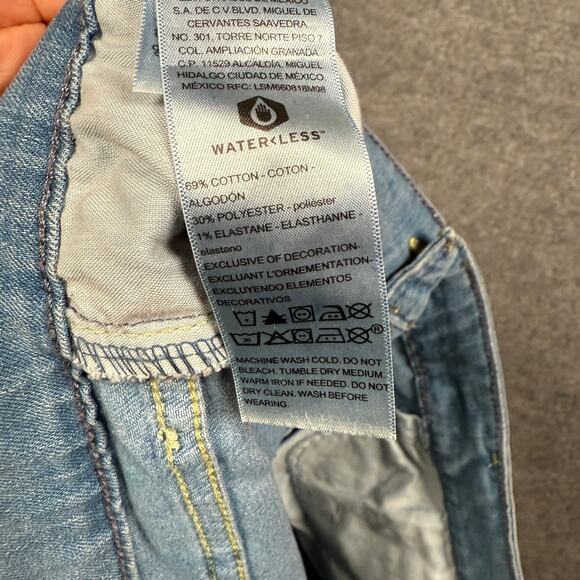 S.A. DE C.V.BLVD. MIGUEL DE
CERVANTES SAAVEDRA
NO. 301, TORRE NORTE PISO 7
COL. AMPLIACIÓN GRANADA
C.P. 11529 ALCALDÍA. MIGUEL
HIDALGO CIUDAD DE MÉXICO
MÉXICO RFC: LSM660818M98
WATER<LESS™
69% COTTON - COTON -
ALGODÓN
30% POLYESTER - poliéster
1% ELASTANE - ELASTHANNE -
elastano
EXCLUSIVE OF DECORATION-
EXCLUANT L'ORNEMENTATION-
EXCLUYENDO ELEMENTOS
DECORATIVOS
30
®
MACHINE WASH COLD. DO NOT
BLEACH. TUMBLE DRY MEDIUM.
WARM IRON IF NEEDED. DO NOT
DRY CLEAN. WASH BEFORE
WEARING.